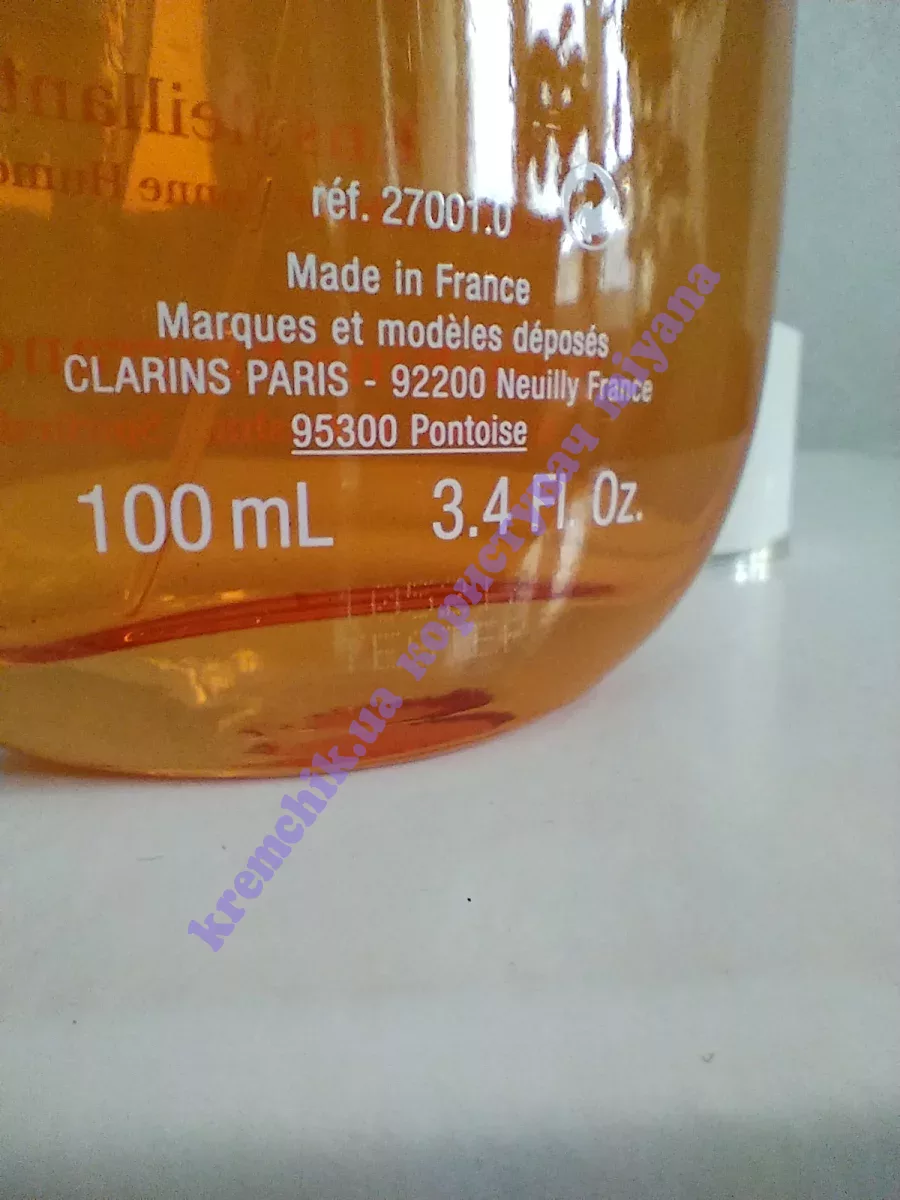 réf. 27001.0
Made in France
Marques et modèles déposés
CLARINS PARIS - 92200 Neuilly France
95300 Pontoise
100 mL 3.4 Fl. Oz.
kremchik.ua користувач miyana